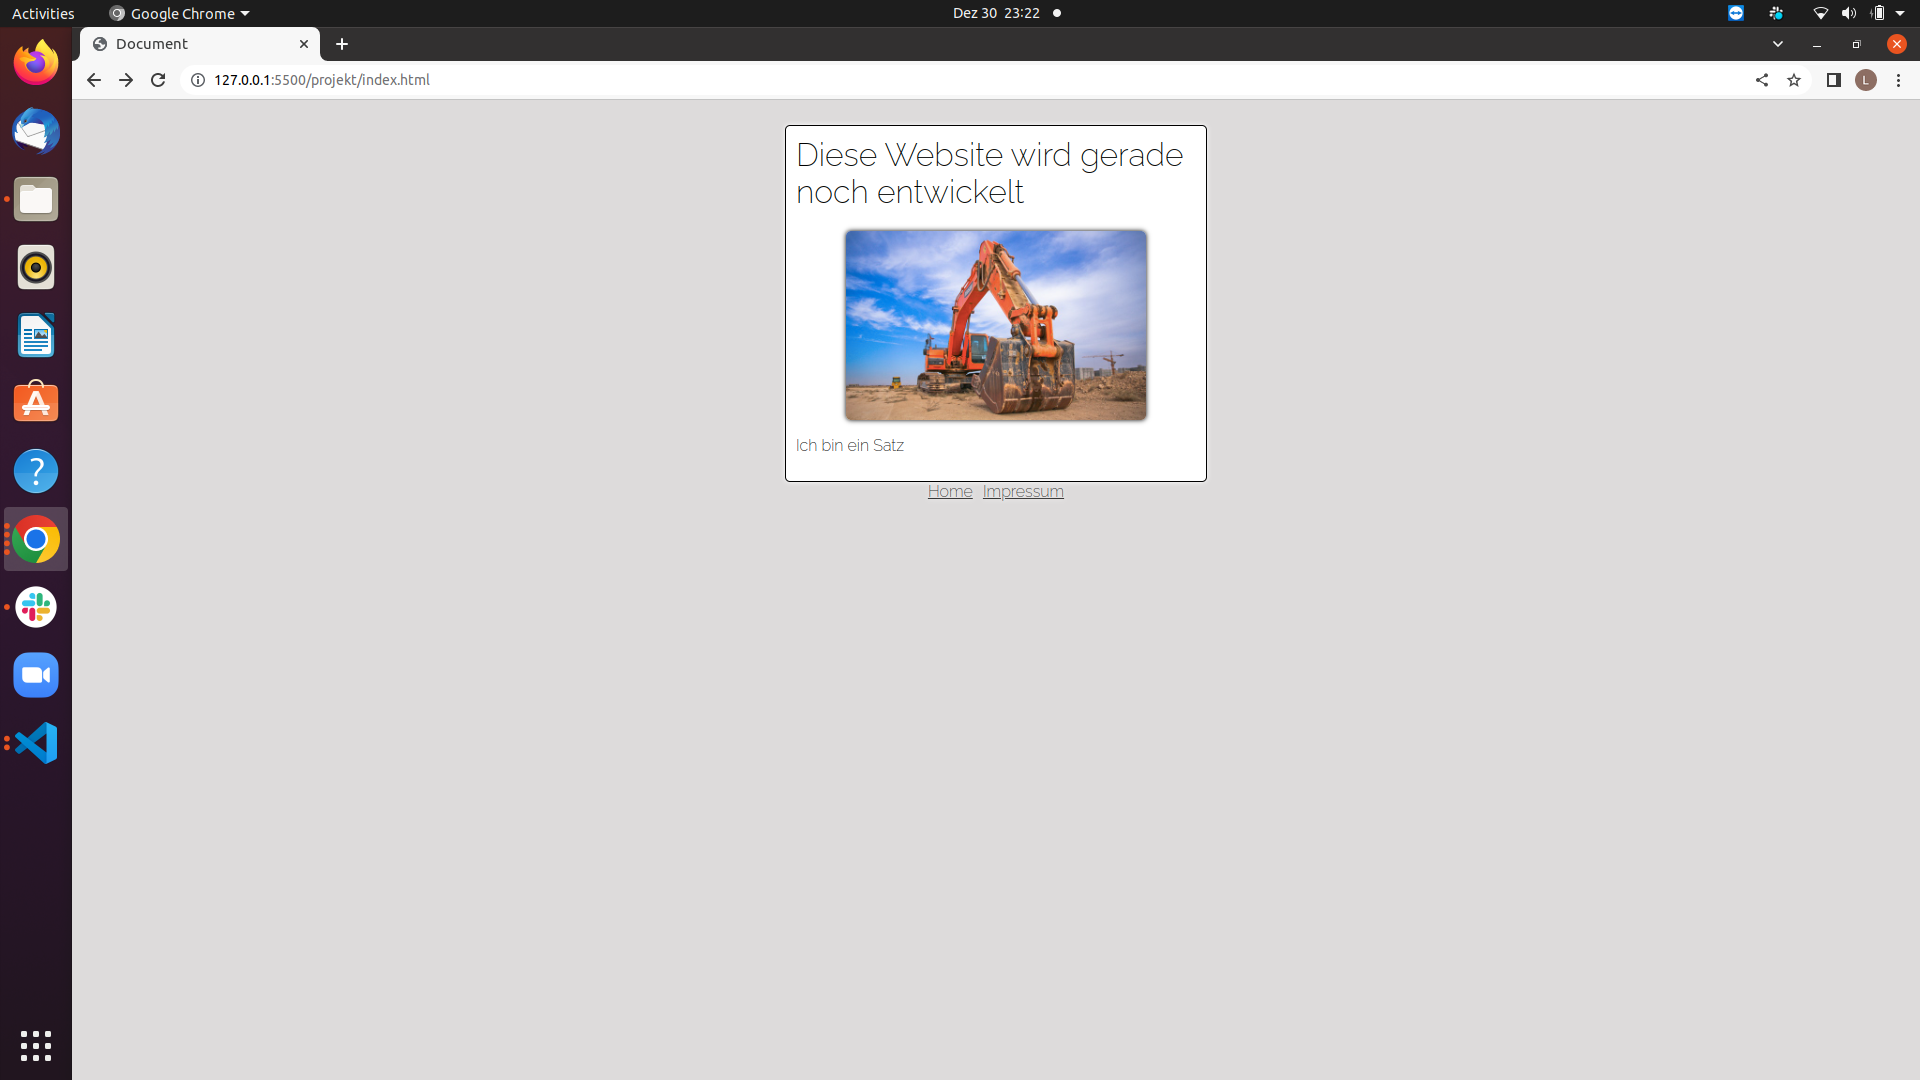 Activities
Google Chrome
Dez 30 23:22
Document
127.0.0.1:5500/projekt/index.html
L
Diese Website wird gerade
noch entwickelt
Ich bin ein Satz
Home Impressum